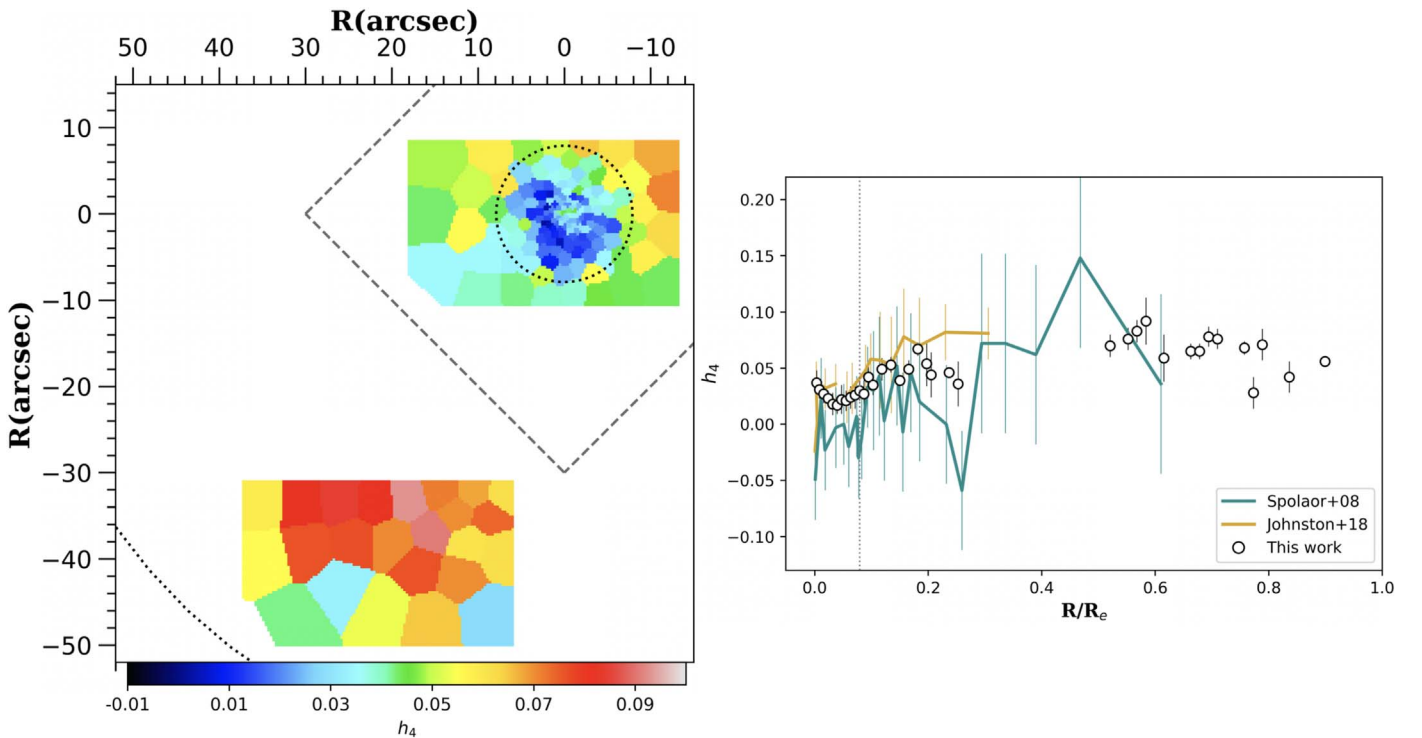 R(arcsec)
50 40 30 20 10 0 −10
10
0
−10
−20
−30
−40
−50
R(arcsec)
-0.01 0.01 0.03 0.05 0.07 0.09
h₄
0.20
0.15
0.10
0.05
0.00
−0.05
−0.10
h₄
Spolaor+08
Johnston+18
This work
0.0 0.2 0.4 0.6 0.8 1.0
R/Rₑ